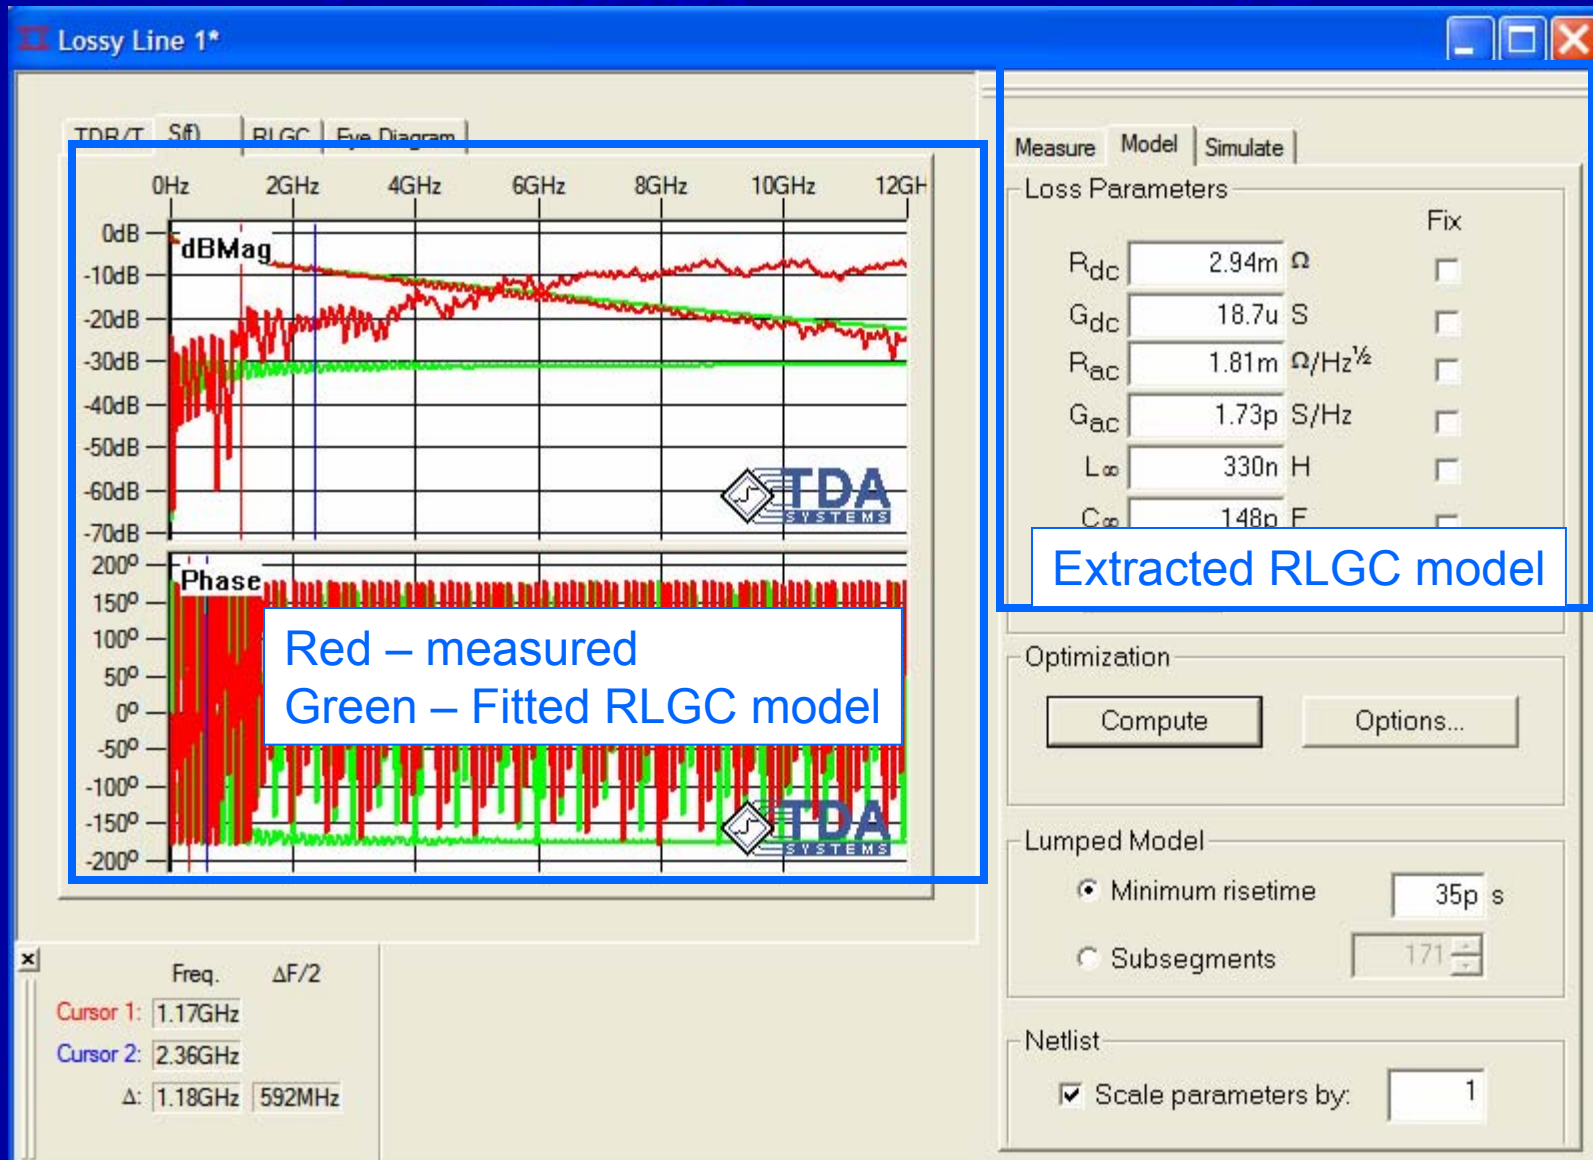 Lossy Line 1*
TDR/T S(f) RLGC Eye Diagram
0Hz 2GHz 4GHz 6GHz 8GHz 10GHz 12GH
0dB
-10dB
-20dB
-30dB
-40dB
-50dB
-60dB
-70dB
dBMag
TDA
SYSTEMS
200º
150º
100º
50º
0º
-50º
-100º
-150º
-200º
Phase
Red – measured
Green – Fitted RLGC model
TDA
SYSTEMS
Freq. ΔF/2
Cursor 1: 1.17GHz
Cursor 2: 2.36GHz
Δ: 1.18GHz 592MHz
Measure Model Simulate
Loss Parameters
Fix
Rdc 2.94m Ω
Gdc 18.7u S
Rac 1.81m Ω/Hz½
Gac 1.73p S/Hz
L∞ 330n H
C∞ 148p F
Extracted RLGC model
Optimization
Compute Options...
Lumped Model
Minimum risetime 35p s
Subsegments 171
Netlist
Scale parameters by: 1